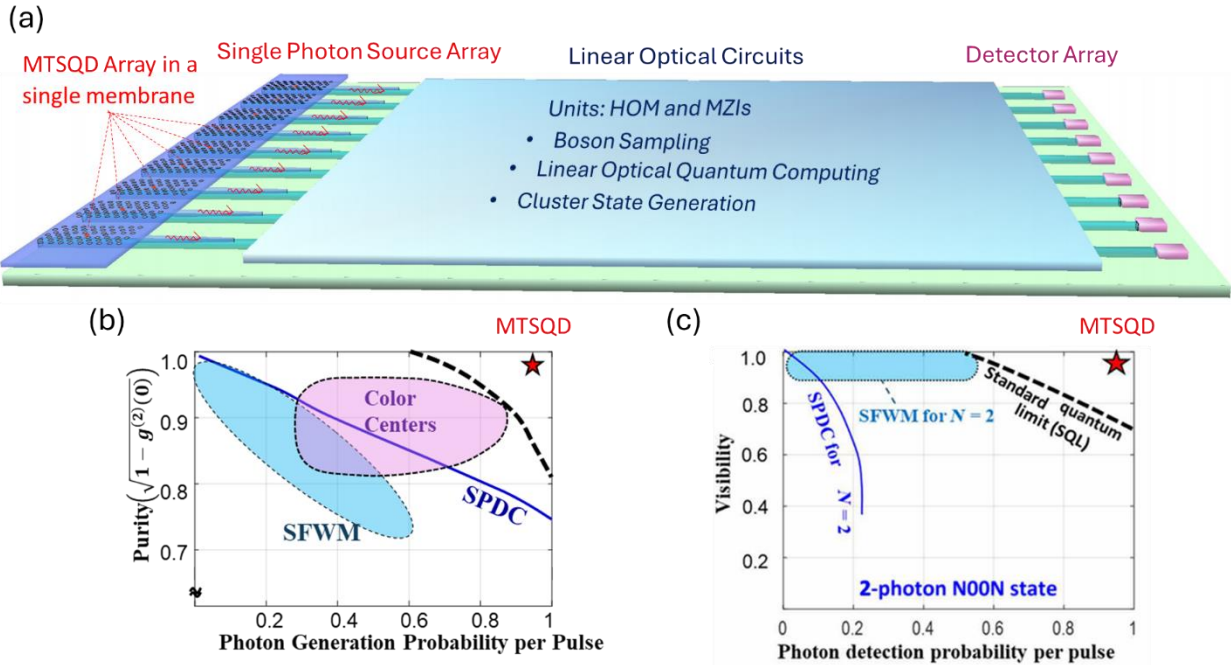 (a)
MTSQD Array in a
single membrane
Single Photon Source Array
Linear Optical Circuits
Detector Array
Units: HOM and MZIs
• Boson Sampling
• Linear Optical Quantum Computing
• Cluster State Generation
(b)
MTSQD
Purity(√1 − g⁽²⁾(0))
1.0
0.9
0.8
0.7
Color
Centers
SPDC
SFWM
0.2
0.4
0.6
0.8
1
Photon Generation Probability per Pulse
(c)
MTSQD
Visibility
1.0
0.8
0.6
0.4
0.2
SPDC for
N = 2
SFWM for N = 2
Standard quantum
limit (SQL)
2-photon N00N state
0
0.2
0.4
0.6
0.8
1
Photon detection probability per pulse